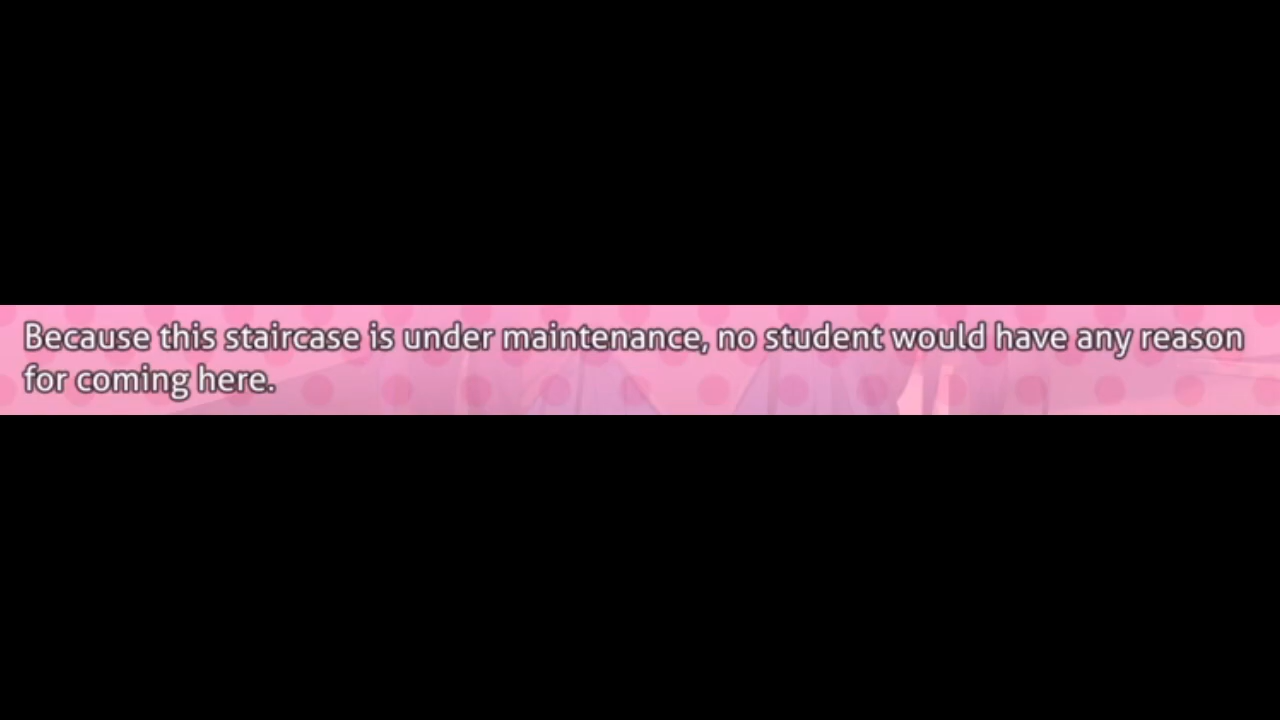 Because this staircase is under maintenance, no student would have any reason
for coming here.